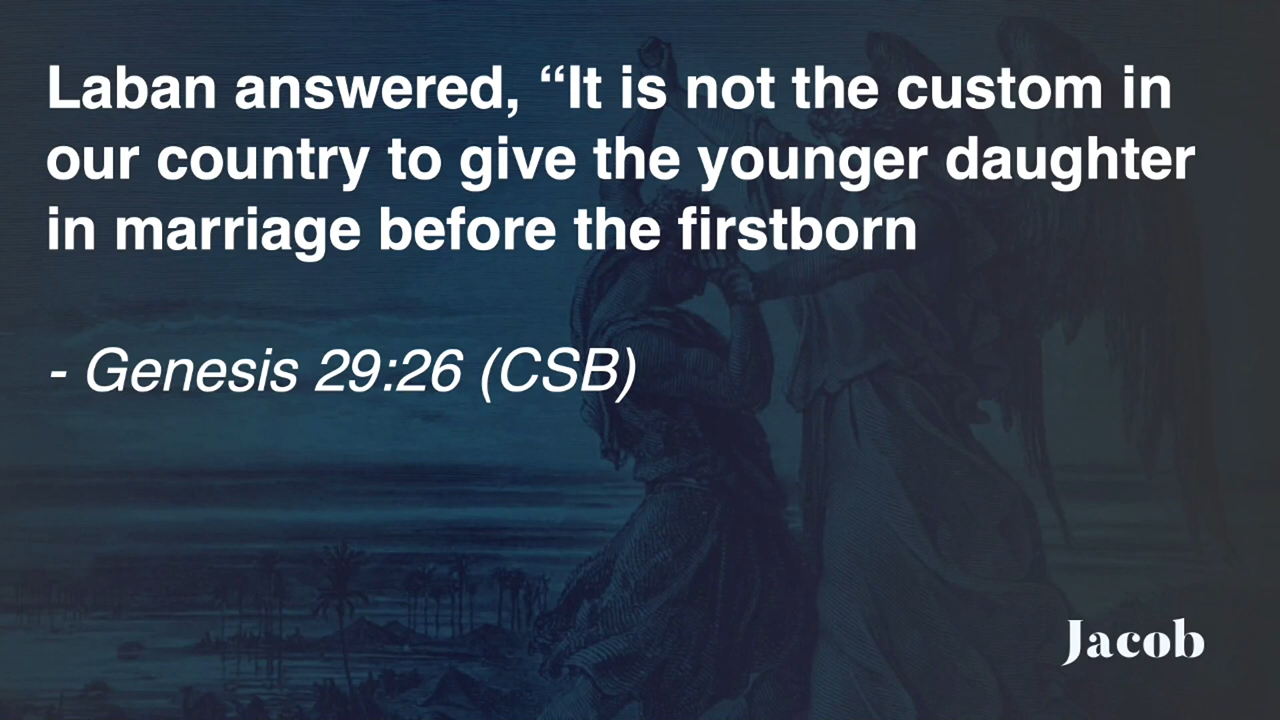 Laban answered, “It is not the custom in
our country to give the younger daughter
in marriage before the firstborn
- Genesis 29:26 (CSB)
Jacob